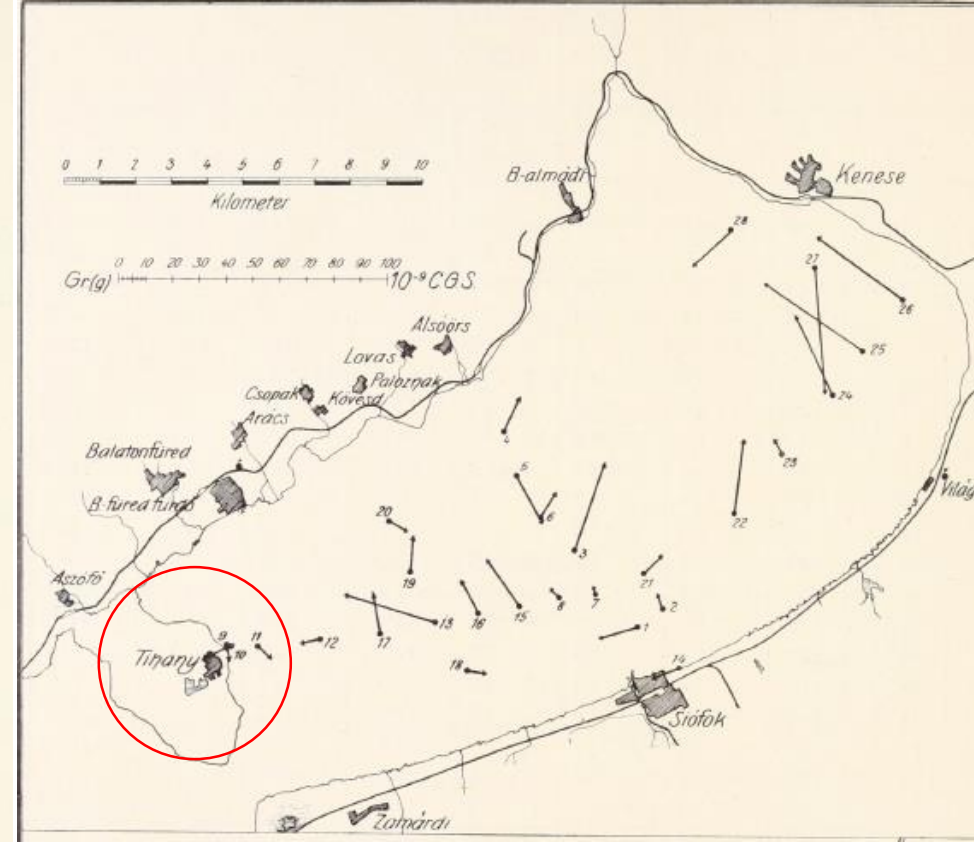 0 1 2 3 4 5 6 7 8 9 10
Kilometer
Gr(g) 0 10 20 30 40 50 60 70 80 90 100 10⁻⁹ C.G.S.
B-almádi
Kenese
28
27
26
25
24
Alsóörs
Lovas
Paloznak
Csopak
Kövesd
Arács
4
23
Balatonfüred
B. füred fürdő
5
6
22
Világ
20
3
19
21
Aszófő
8
7
2
16
15
13
17
1
12
9
11
10
Tihany
18
14
Siófok
Zamárdi